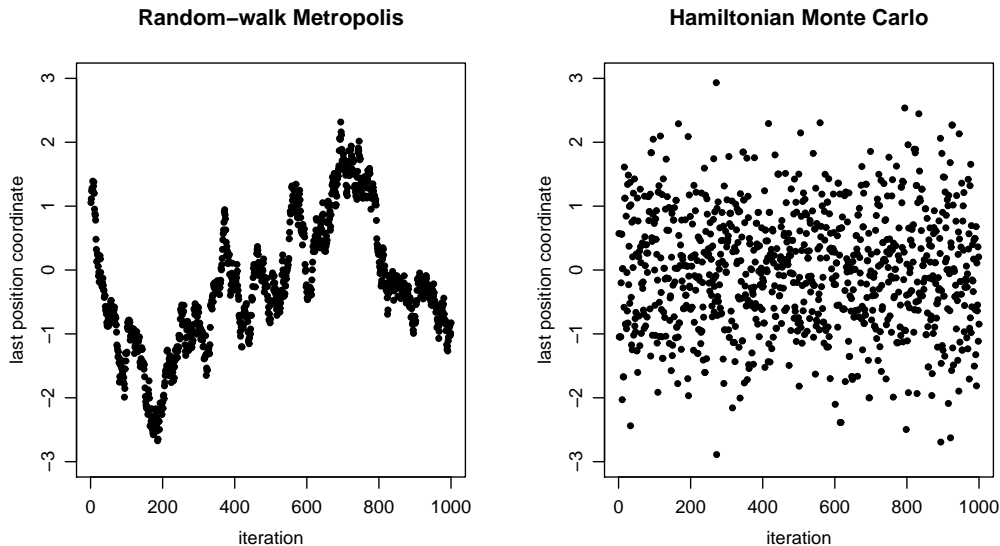 Random−walk Metropolis
last position coordinate
3
2
1
0
−1
−2
−3
0 200 400 600 800 1000
iteration
Hamiltonian Monte Carlo
last position coordinate
3
2
1
0
−1
−2
−3
0 200 400 600 800 1000
iteration